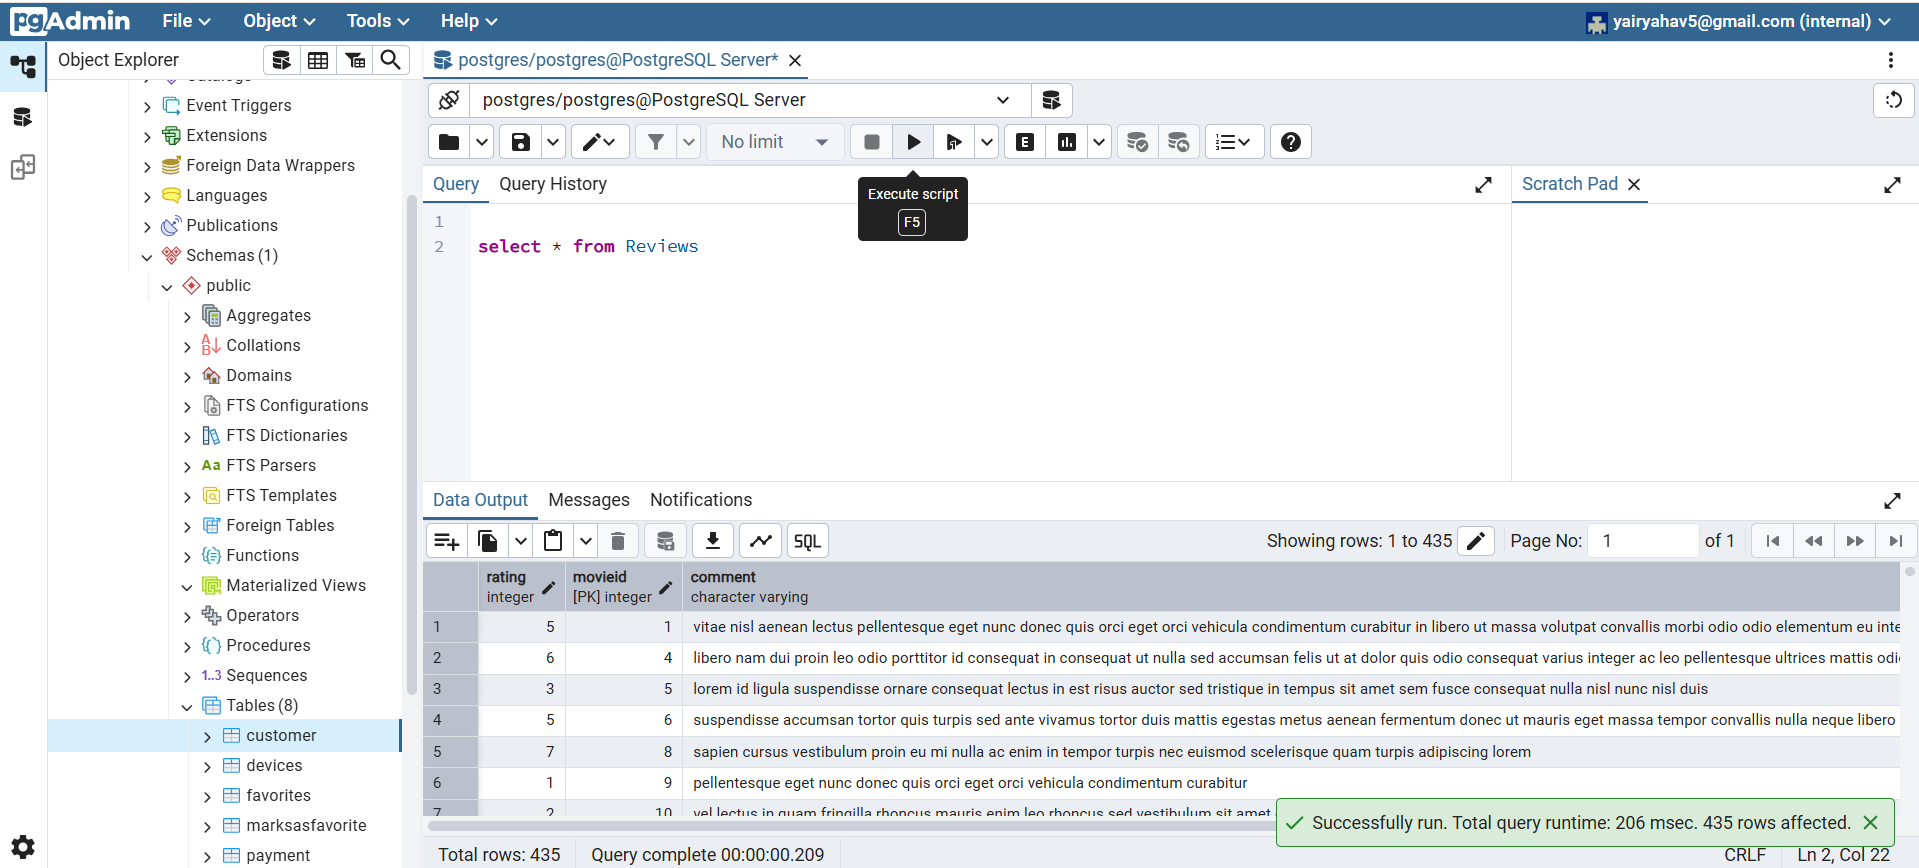 pgAdmin File Object Tools Help yairyahav5@gmail.com (internal)
Object Explorer
Event Triggers
Extensions
Foreign Data Wrappers
Languages
Publications
Schemas (1)
public
Aggregates
Collations
Domains
FTS Configurations
FTS Dictionaries
Aa FTS Parsers
FTS Templates
Foreign Tables
Functions
Materialized Views
Operators
Procedures
1..3 Sequences
Tables (8)
customer
devices
favorites
marksasfavorite
payment
postgres/postgres@PostgreSQL Server*
postgres/postgres@PostgreSQL Server
No limit E
Query Query History
Execute script
F5
Scratch Pad
1
2 select * from Reviews
Data Output Messages Notifications
SQL Showing rows: 1 to 435 Page No: 1 of 1
rating movieid comment
integer [PK] integer character varying
1 5 1 vitae nisl aenean lectus pellentesque eget nunc donec quis orci eget orci vehicula condimentum curabitur in libero ut massa volutpat convallis morbi odio odio elementum eu inte
2 6 4 libero nam dui proin leo odio porttitor id consequat in consequat ut nulla sed accumsan felis ut at dolor quis odio consequat varius integer ac leo pellentesque ultrices mattis odi
3 3 5 lorem id ligula suspendisse ornare consequat lectus in est risus auctor sed tristique in tempus sit amet sem fusce consequat nulla nisl nunc nisl duis
4 5 6 suspendisse accumsan tortor quis turpis sed ante vivamus tortor duis mattis egestas metus aenean fermentum donec ut mauris eget massa tempor convallis nulla neque libero
5 7 8 sapien cursus vestibulum proin eu mi nulla ac enim in tempor turpis nec euismod scelerisque quam turpis adipiscing lorem
6 1 9 pellentesque eget nunc donec quis orci eget orci vehicula condimentum curabitur
7 2 10 vel lectus in quam fringilla rhoncus mauris enim leo rhoncus sed vestibulum sit amet
Successfully run. Total query runtime: 206 msec. 435 rows affected.
Total rows: 435 Query complete 00:00:00.209 CRLF Ln 2, Col 22